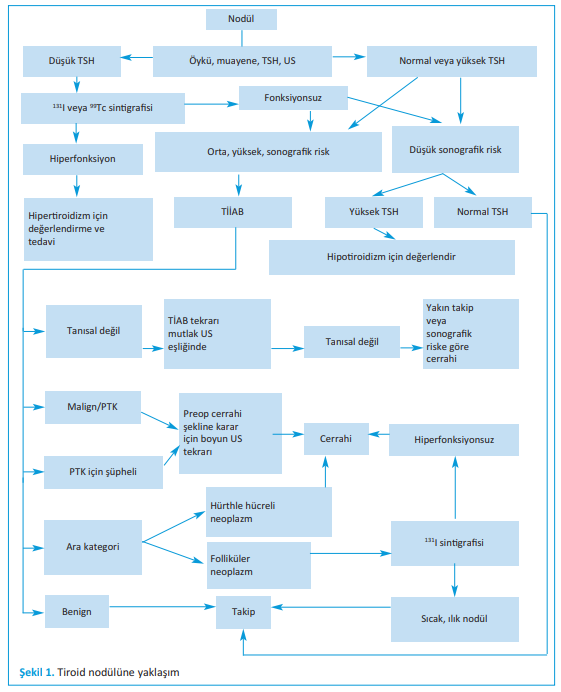 Nodül
Düşük TSH
Öykü, muayene, TSH, US
Normal veya yüksek TSH
¹³¹I veya ⁹⁹Tc sintigrafisi
Fonksiyonsuz
Hiperfonksiyon
Orta, yüksek, sonografik risk
Düşük sonografik risk
Hipertiroidizm için
değerlendirme ve
tedavi
TİİAB
Yüksek TSH
Normal TSH
Hipotiroidizm için değerlendir
Tanısal değil
TİAB tekrarı
mutlak US
eşliğinde
Tanısal değil
Yakın takip
veya
sonografik
riske göre
cerrahi
Malign/PTK
Preop cerrahi
şekline karar
için boyun US
tekrarı
Cerrahi
Hiperfonksiyonsuz
PTK için şüpheli
Hürthle hücreli
neoplazm
Ara kategori
Folliküler
neoplazm
¹³¹I sintigrafisi
Benign
Takip
Sıcak, ılık nodül
Şekil 1. Tiroid nodülüne yaklaşım